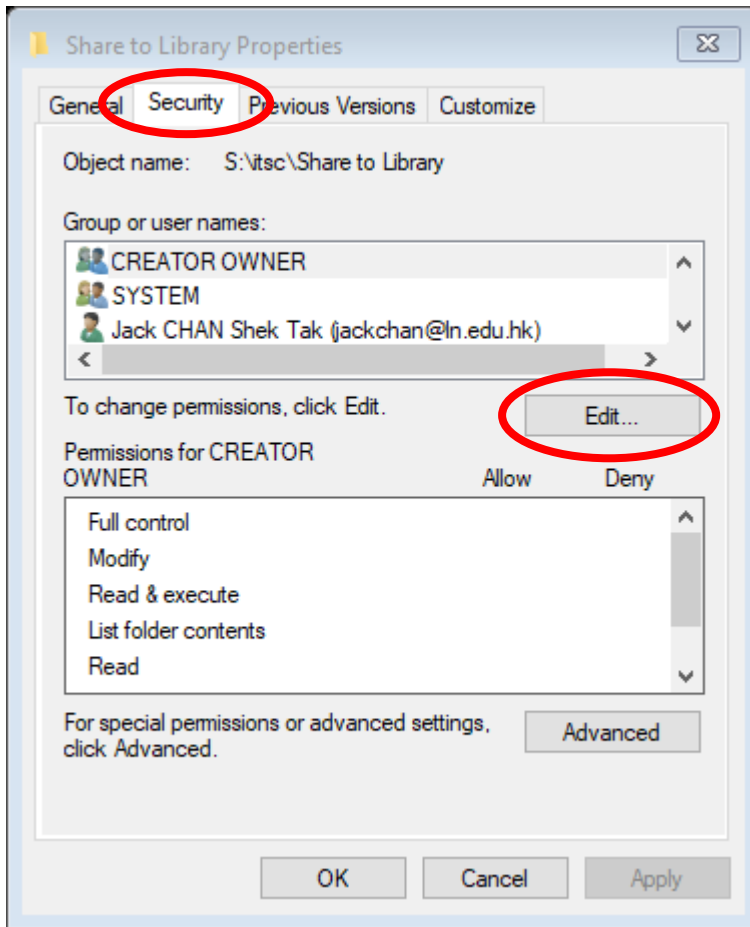 Share to Library Properties
General Security Previous Versions Customize
Object name: S:\itsc\Share to Library
Group or user names:
CREATOR OWNER
SYSTEM
Jack CHAN Shek Tak (jackchan@ln.edu.hk)
To change permissions, click Edit.
Edit...
Permissions for CREATOR
OWNER Allow Deny
Full control
Modify
Read & execute
List folder contents
Read
For special permissions or advanced settings,
click Advanced.
Advanced
OK Cancel Apply